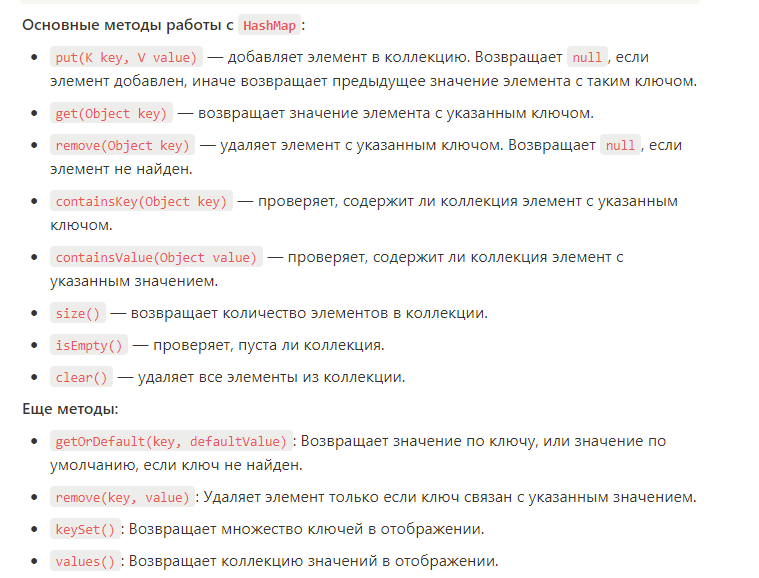 Основные методы работы с HashMap:
• put(K key, V value) — добавляет элемент в коллекцию. Возвращает null, если
элемент добавлен, иначе возвращает предыдущее значение элемента с таким ключом.
• get(Object key) — возвращает значение элемента с указанным ключом.
• remove(Object key) — удаляет элемент с указанным ключом. Возвращает null, если
элемент не найден.
• containsKey(Object key) — проверяет, содержит ли коллекция элемент с указанным
ключом.
• containsValue(Object value) — проверяет, содержит ли коллекция элемент с
указанным значением.
• size() — возвращает количество элементов в коллекции.
• isEmpty() — проверяет, пуста ли коллекция.
• clear() — удаляет все элементы из коллекции.
Еще методы:
• getOrDefault(key, defaultValue): Возвращает значение по ключу, или значение по
умолчанию, если ключ не найден.
• remove(key, value): Удаляет элемент только если ключ связан с указанным значением.
• keySet(): Возвращает множество ключей в отображении.
• values(): Возвращает коллекцию значений в отображении.